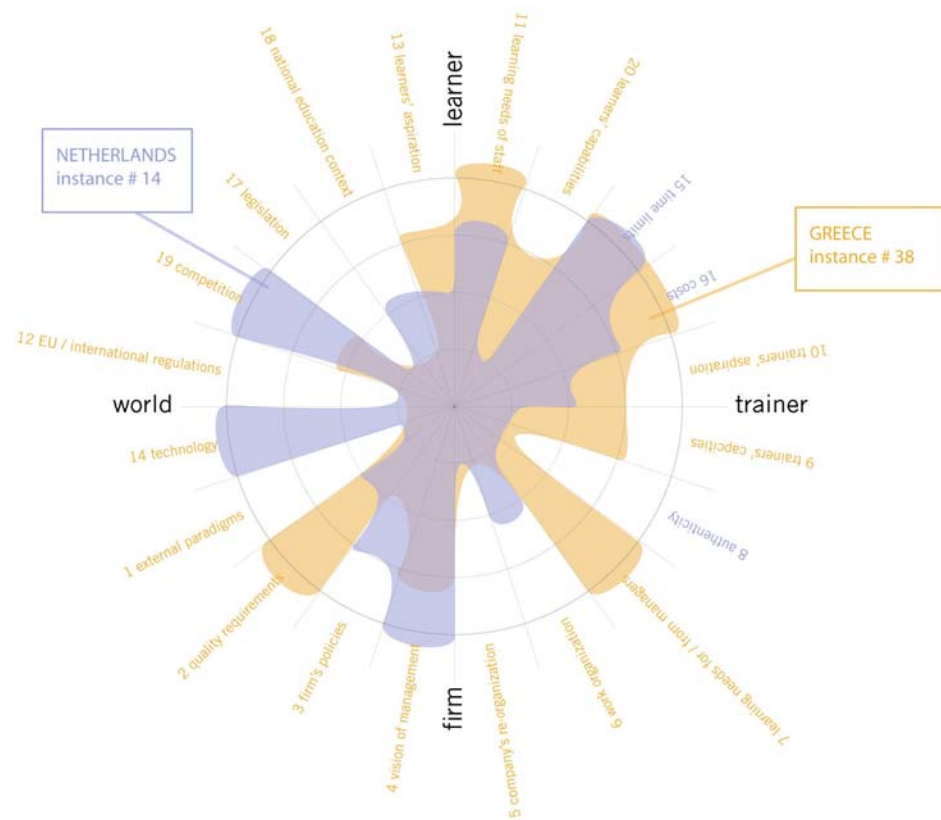 learner
11 learning needs of staff
20 learners' capabilities
15 time limits
16 costs
10 trainers' aspiration
trainer
9 trainers' capcities
8 authenticity
7 learning needs for / from managers
6 work organization
5 company's re-organization
firm
4 vision of management
3 firm's policies
2 quality requirements
1 external paradigms
14 technology
world
12 EU / international regulations
19 competition
17 legislation
18 national education context
13 learners' aspiration
NETHERLANDS
instance # 14
GREECE
instance # 38